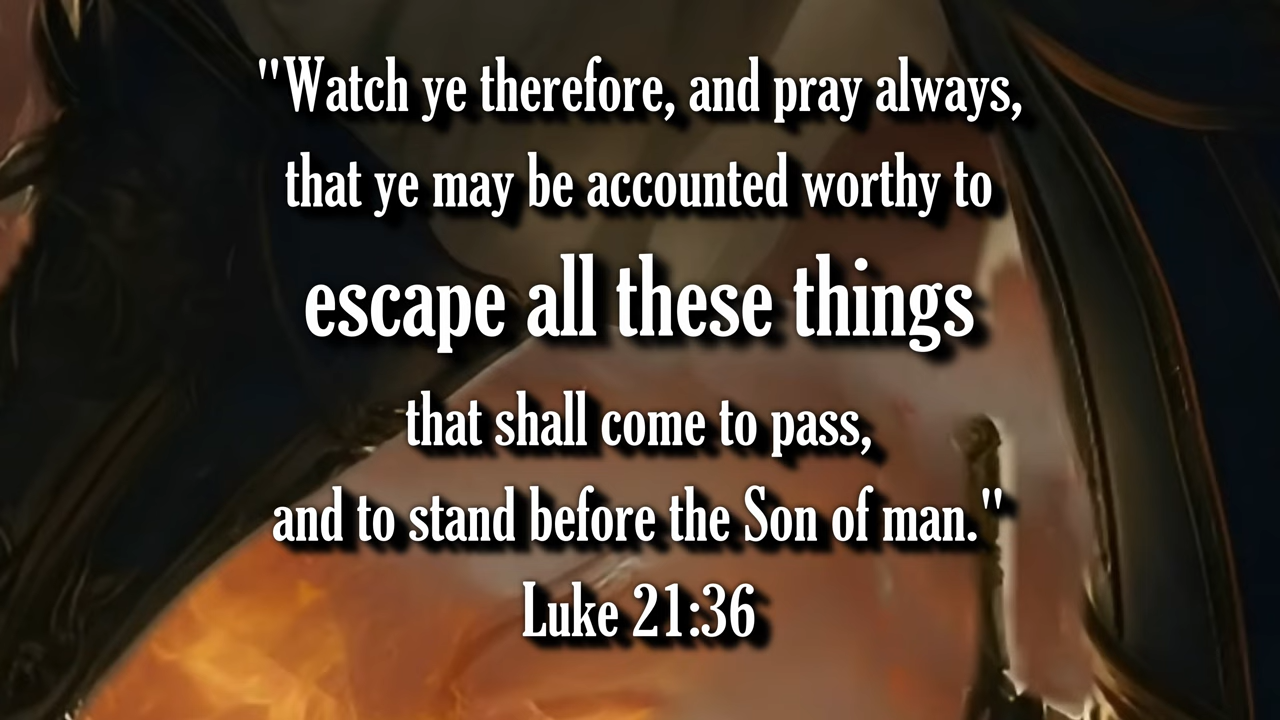 "Watch ye therefore, and pray always,
that ye may be accounted worthy to
escape all these things
that shall come to pass,
and to stand before the Son of man."
Luke 21:36